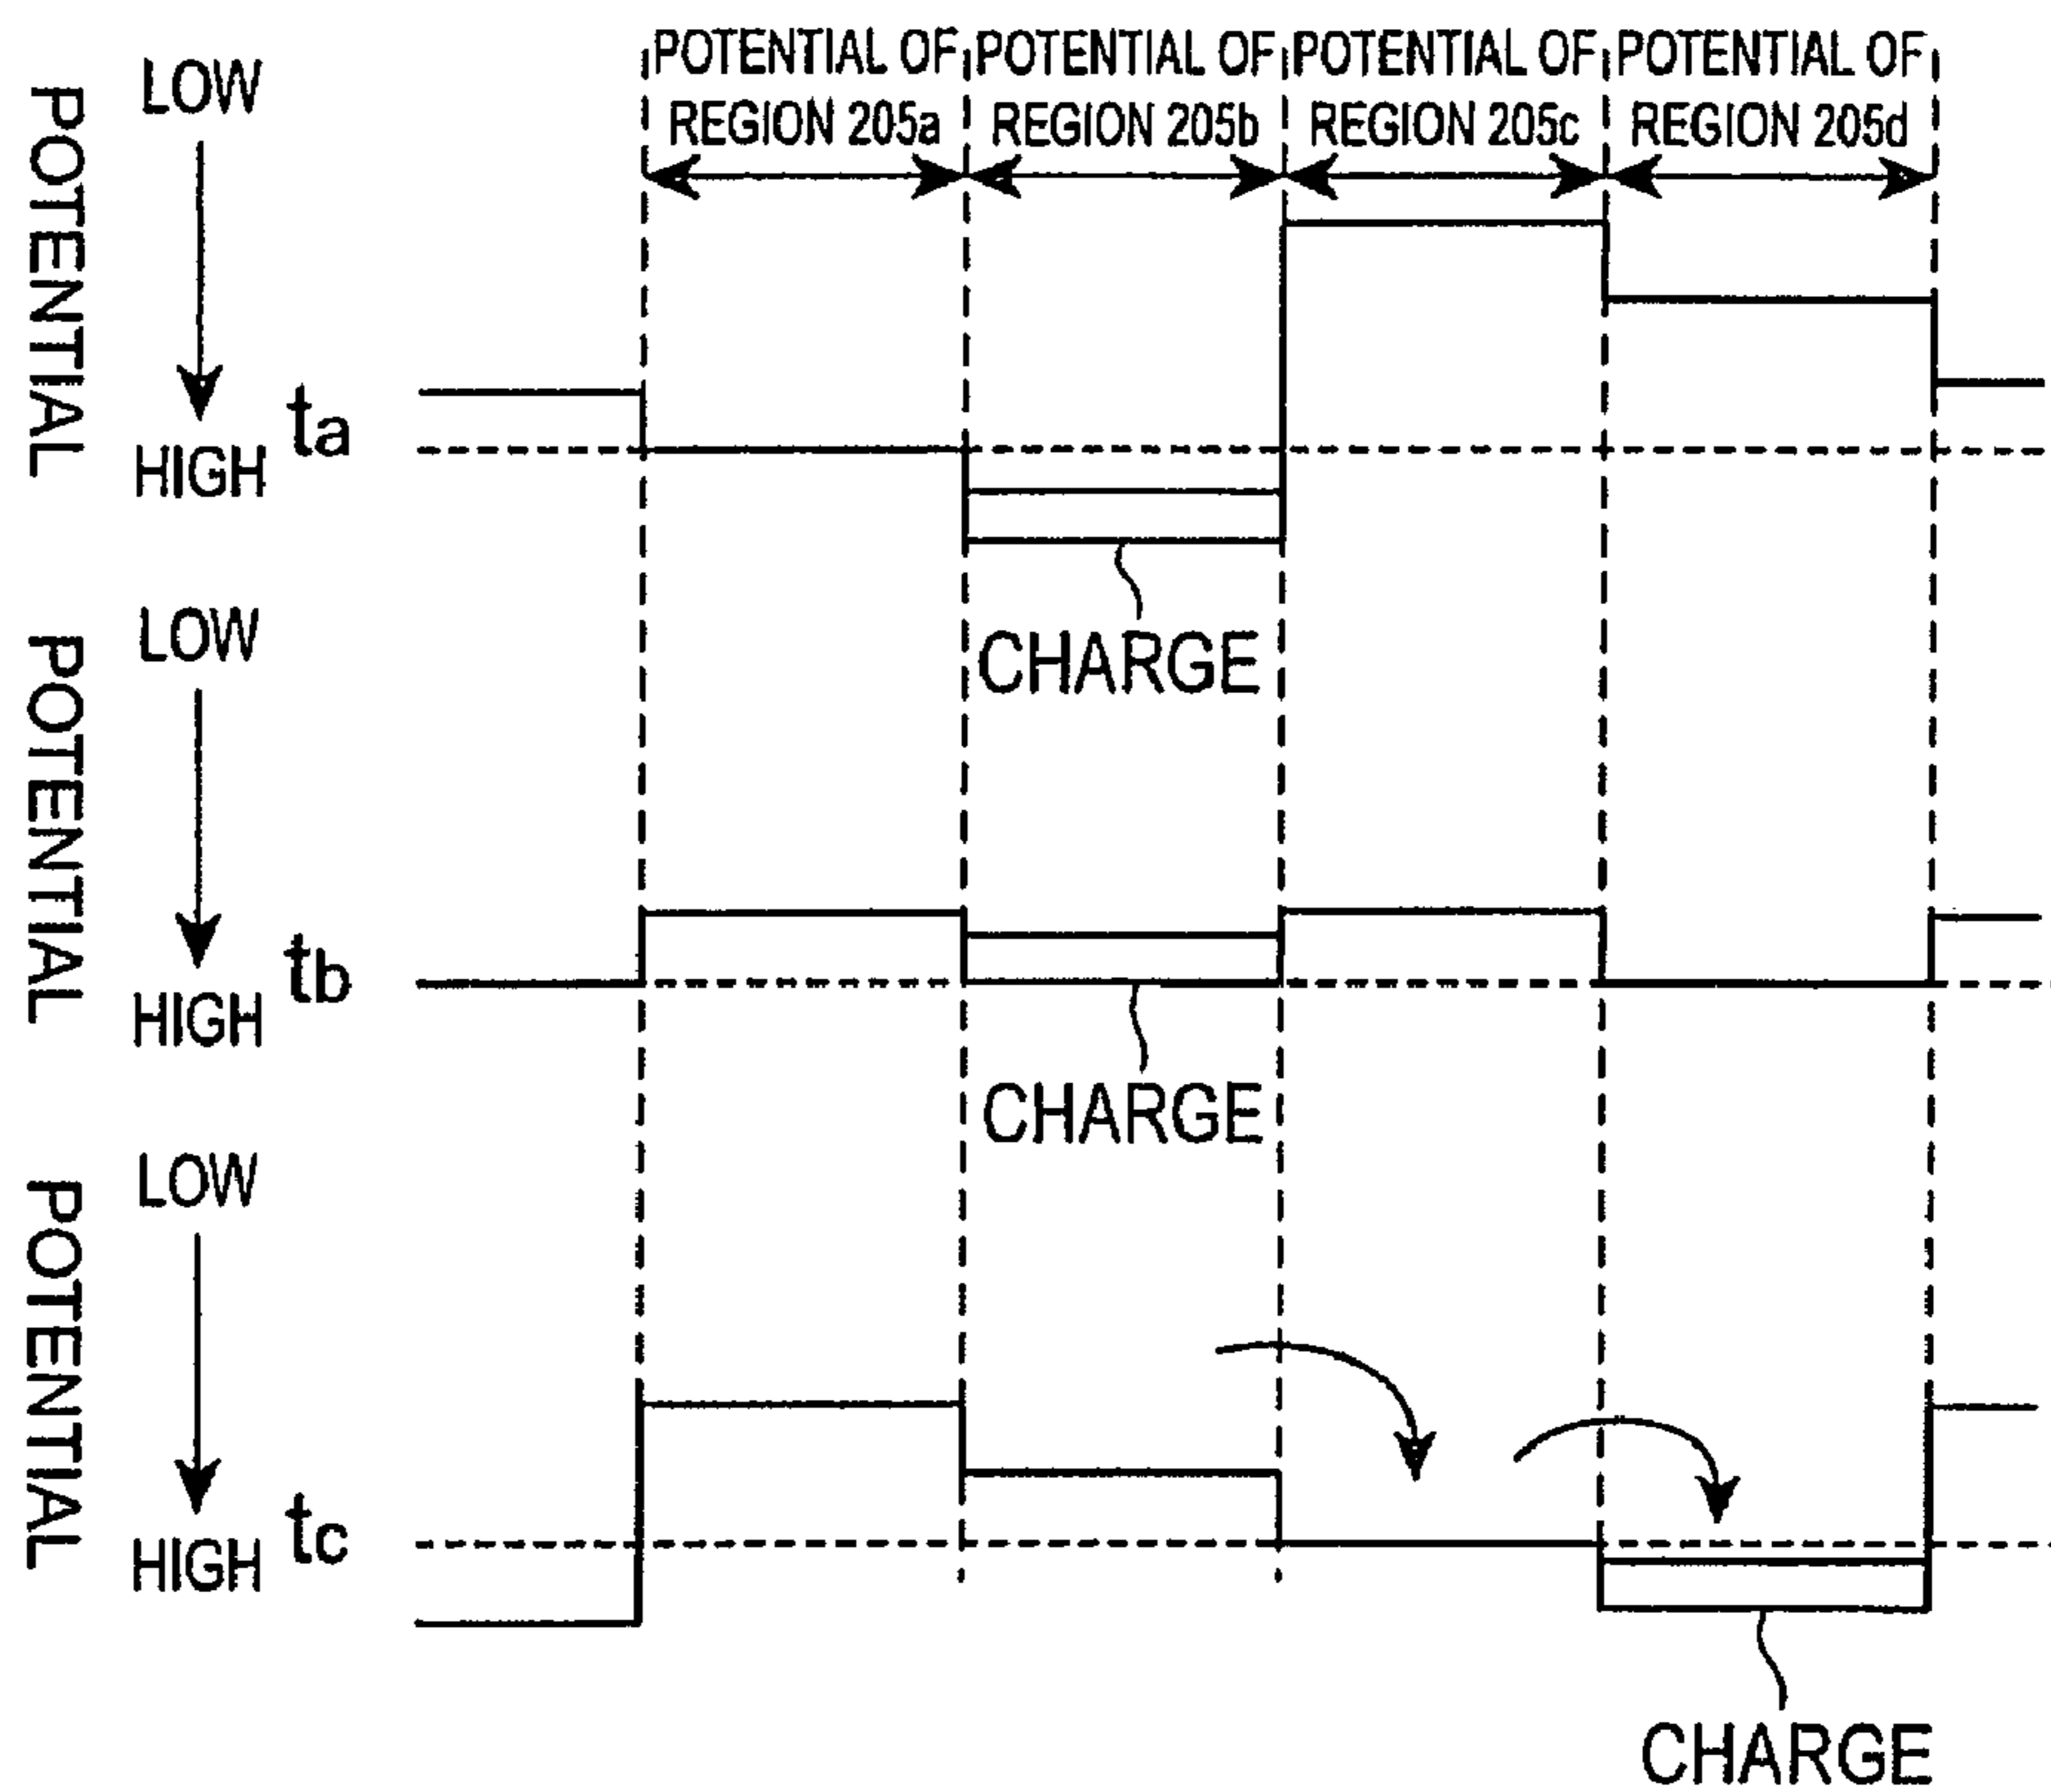 POTENTIAL OF
REGION 205a
POTENTIAL OF
REGION 205b
POTENTIAL OF
REGION 205c
POTENTIAL OF
REGION 205d
POTENTIAL
LOW
HIGH
ta
CHARGE
POTENTIAL
LOW
HIGH
tb
CHARGE
POTENTIAL
LOW
HIGH
tc
CHARGE